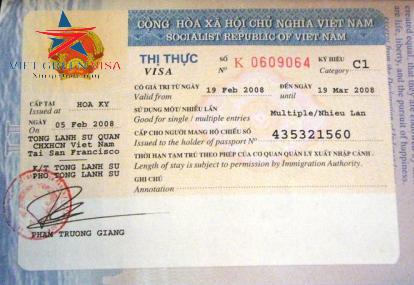 CỘNG HÒA XÃ HỘI CHỦ NGHĨA VIỆT NAM
SOCIALIST REPUBLIC OF VIET-NAM
VIET GREEN VISA
THỊ THỰC
VISA
SỐ
Nº K 0609064
KÝ HIỆU
Category: C1
CÓ GIÁ TRỊ TỪ NGÀY 19 Feb 2008 ĐẾN NGÀY 19 Mar 2008
Valid from until
CẤP TẠI HOA KY
Issued at
SỬ DỤNG MỘT/NHIỀU LẦN
Good for single / multiple entries Multiple/Nhieu Lan
NGÀY 05 Feb 2008
On
CẤP CHO NGƯỜI MANG HỘ CHIẾU SỐ
Issued to the holder of passport Nº 435321560
TONG LANH SU QUAN
CHXHCN Viet Nam
Tai San Francisco
THỜI HẠN TẠM TRÚ THEO PHÉP CỦA CƠ QUAN QUẢN LÝ XUẤT NHẬP CẢNH
Length of stay is subject to permission by Immigration Authority.
K/T TONG LANH SU
PHO TONG LANH SU
GHI CHÚ
Annotation
PHAN TRUONG GIANG